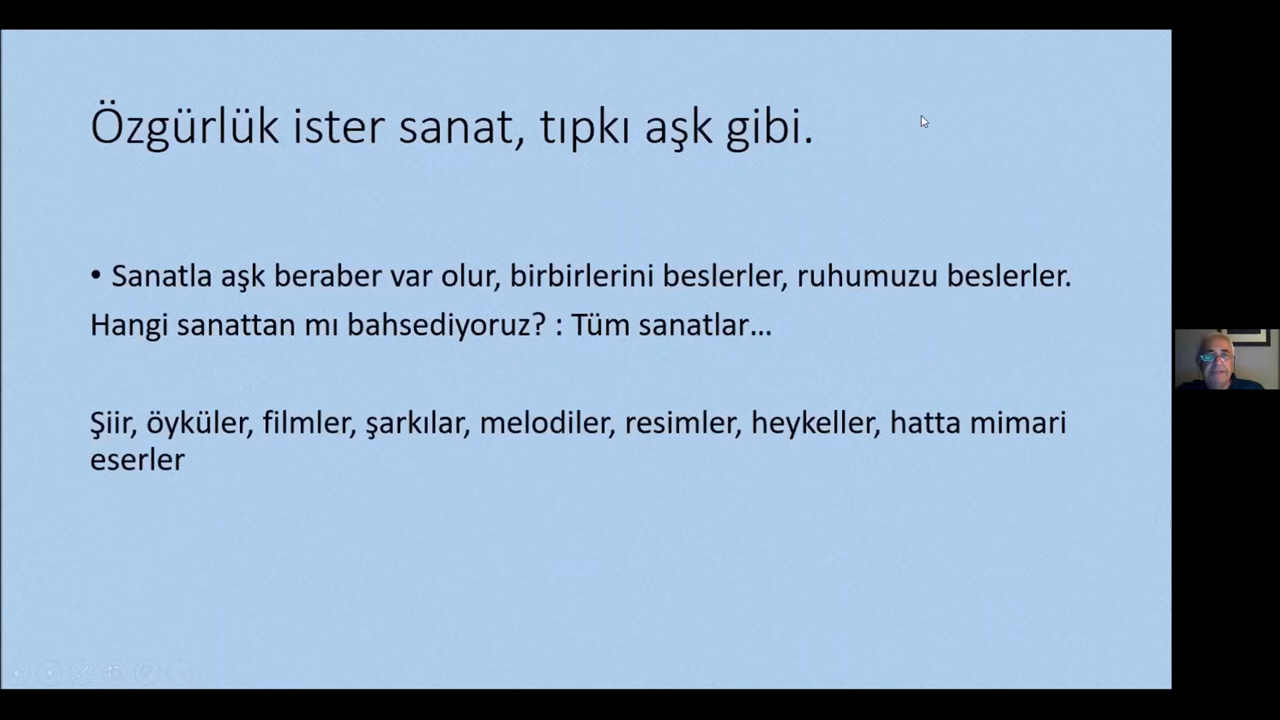 Özgürlük ister sanat, tıpkı aşk gibi.
• Sanatla aşk beraber var olur, birbirlerini beslerler, ruhumuzu beslerler.
Hangi sanattan mı bahsediyoruz? : Tüm sanatlar...
Şiir, öyküler, filmler, şarkılar, melodiler, resimler, heykeller, hatta mimari
eserler